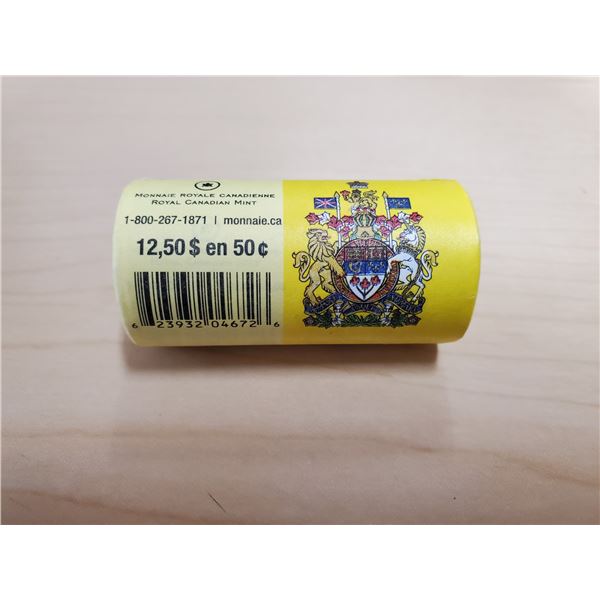 MONNAIE ROYALE CANADIENNE
ROYAL CANADIAN MINT
1-800-267-1871 | monnaie.ca
12,50 $ en 50 ¢
6 23932 04672 6